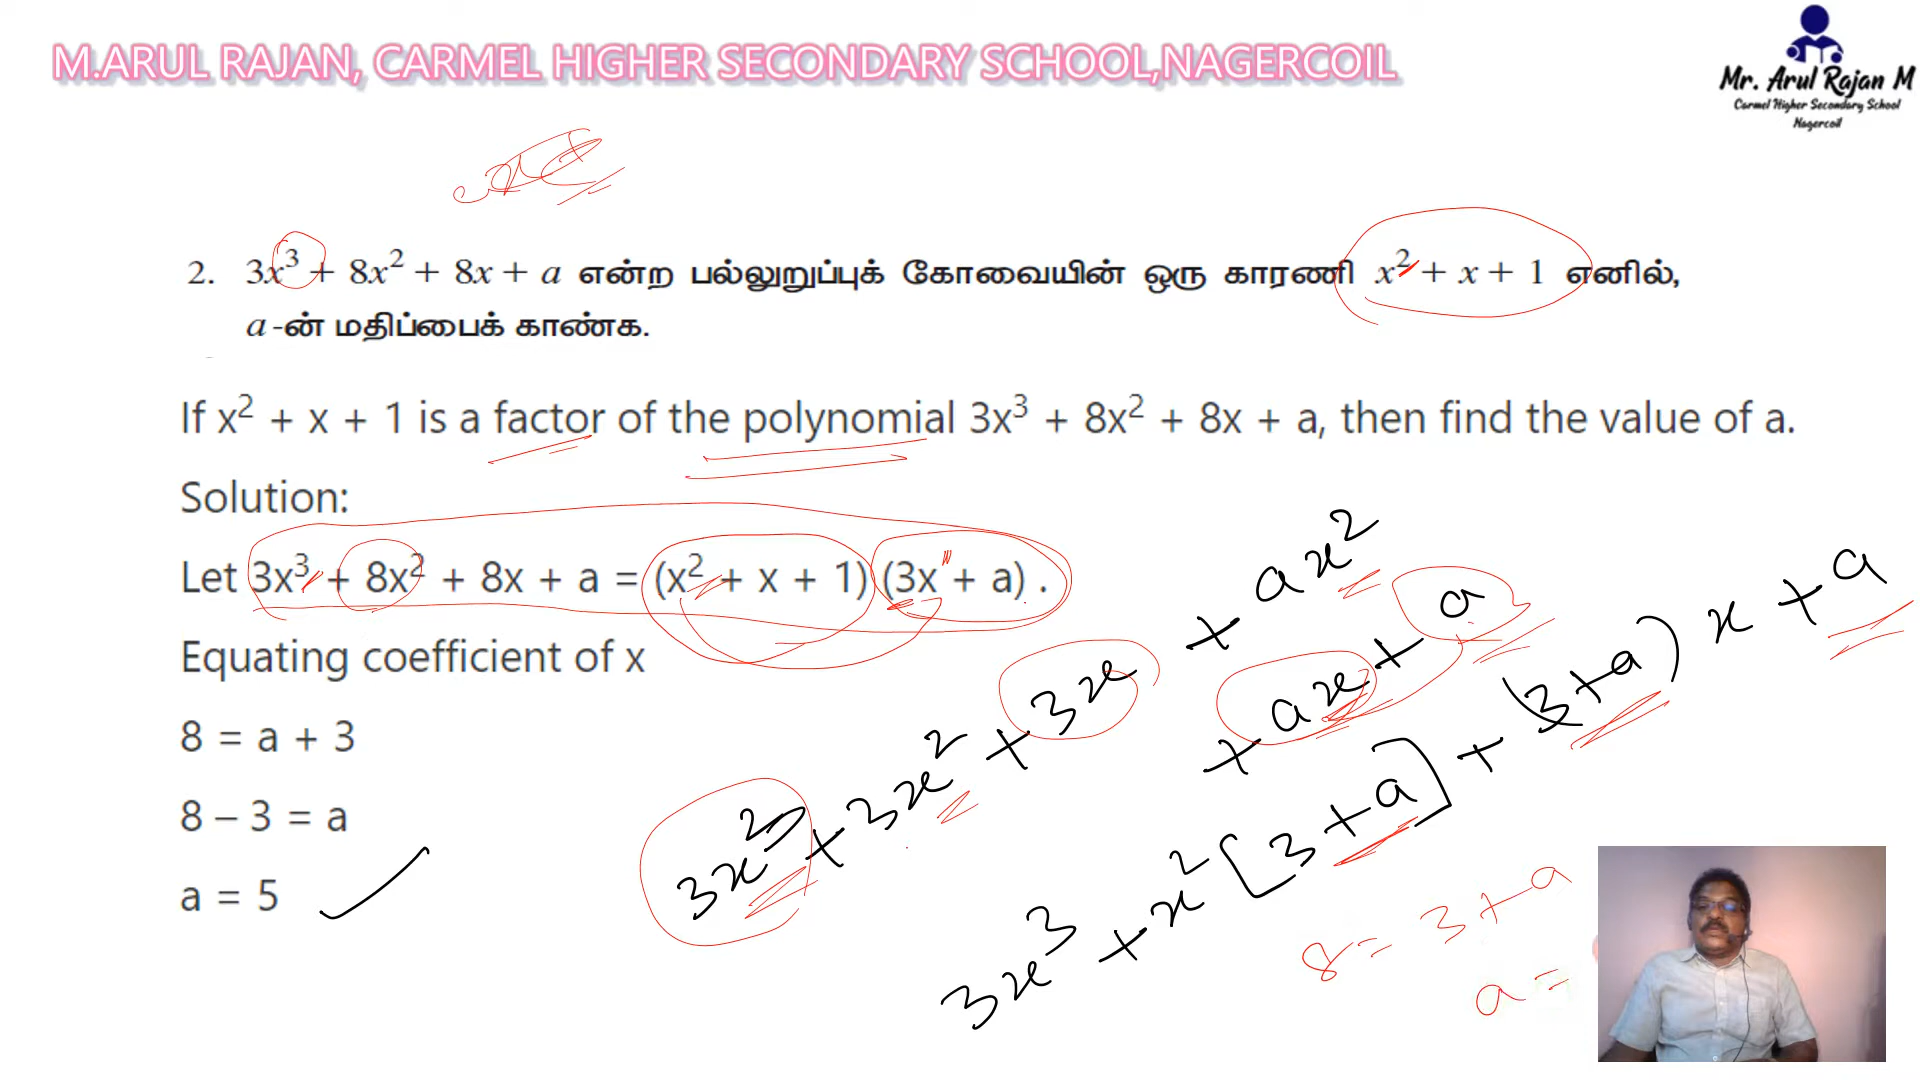 M.ARUL RAJAN, CARMEL HIGHER SECONDARY SCHOOL,NAGERCOIL
Mr. Arul Rajan M
Carmel Higher Secondary School
Nagercoil
2. 3x³ + 8x² + 8x + a என்ற பல்லுறுப்புக் கோவையின் ஒரு காரணி x² + x + 1 எனில்,
a -ன் மதிப்பைக் காண்க.
If x² + x + 1 is a factor of the polynomial 3x³ + 8x² + 8x + a, then find the value of a.
Solution:
Let 3x³ + 8x² + 8x + a = (x² + x + 1) (3x + a) .
Equating coefficient of x
8 = a + 3
8 – 3 = a
a = 5
3x³ + 3x² + 3x + ax²
+ ax + a
3x³ + x² [3 + a] + (3+a) x + a
8 = 3+a
a =